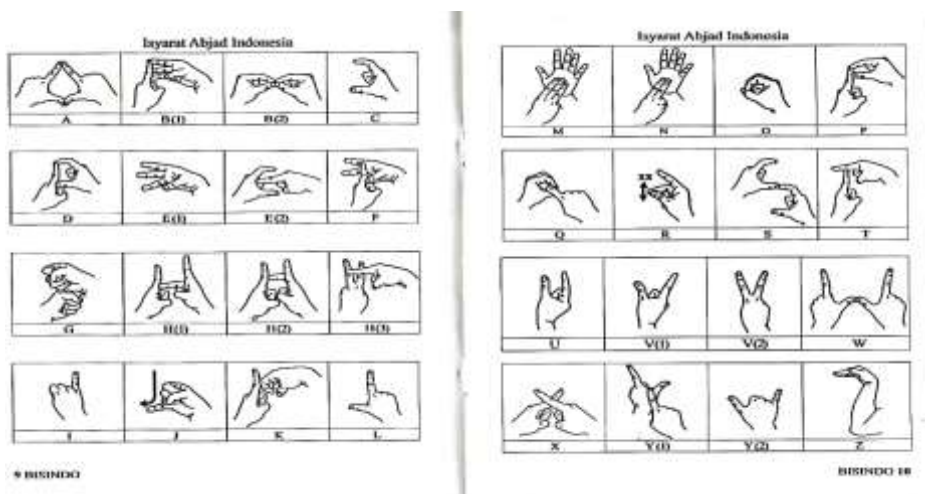 Isyarat Abjad Indonesia
A B(1) B(2) C
D E(1) E(2) F
G H(1) H(2) H(3)
I J K L
9 BISINDO
Isyarat Abjad Indonesia
M N O P
Q R S T
U V(1) V(2) W
X Y(1) Y(2) Z
BISINDO 10